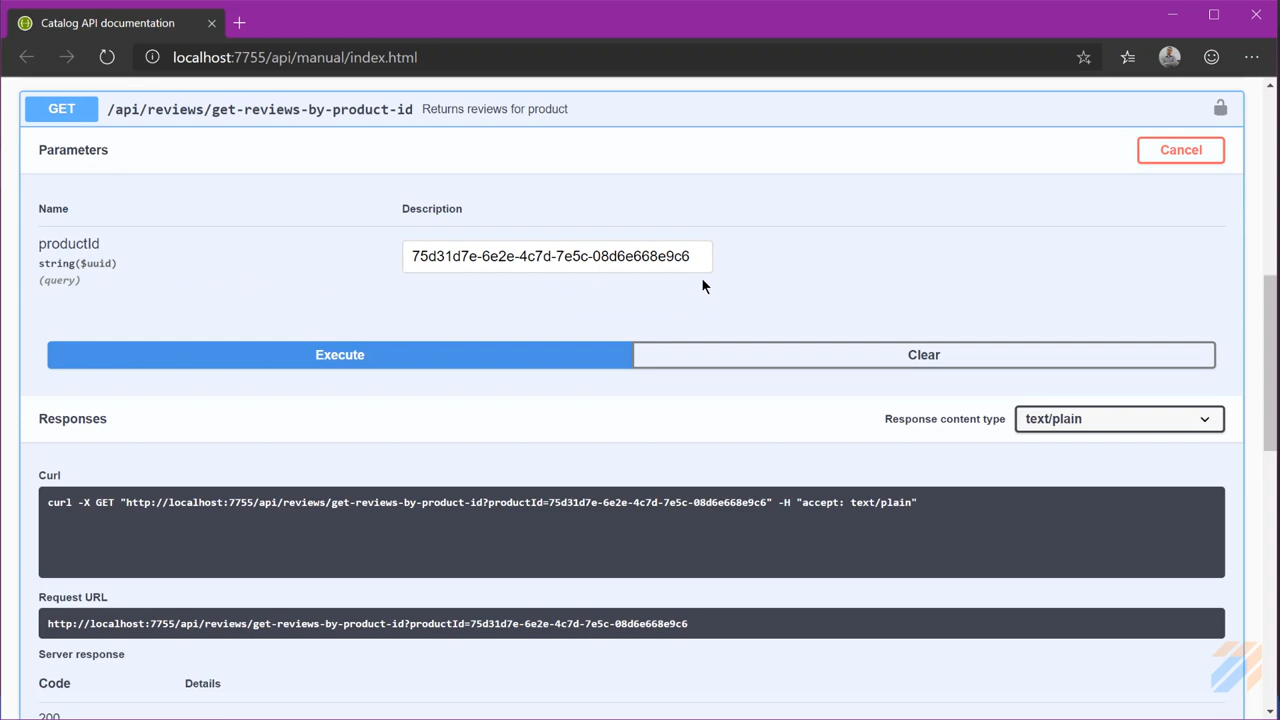 Catalog API documentation
localhost:7755/api/manual/index.html
GET /api/reviews/get-reviews-by-product-id Returns reviews for product
Parameters Cancel
Name Description
productId
string($uuid)
(query)
75d31d7e-6e2e-4c7d-7e5c-08d6e668e9c6
Execute Clear
Responses Response content type text/plain
Curl
curl -X GET "http://localhost:7755/api/reviews/get-reviews-by-product-id?productId=75d31d7e-6e2e-4c7d-7e5c-08d6e668e9c6" -H "accept: text/plain"
Request URL
http://localhost:7755/api/reviews/get-reviews-by-product-id?productId=75d31d7e-6e2e-4c7d-7e5c-08d6e668e9c6
Server response
Code Details
200